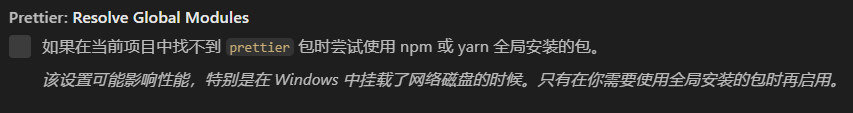 Prettier: Resolve Global Modules
如果在当前项目中找不到 prettier 包时尝试使用 npm 或 yarn 全局安装的包。
该设置可能影响性能，特别是在 Windows 中挂载了网络磁盘的时候。只有在你需要使用全局安装的包时再启用。